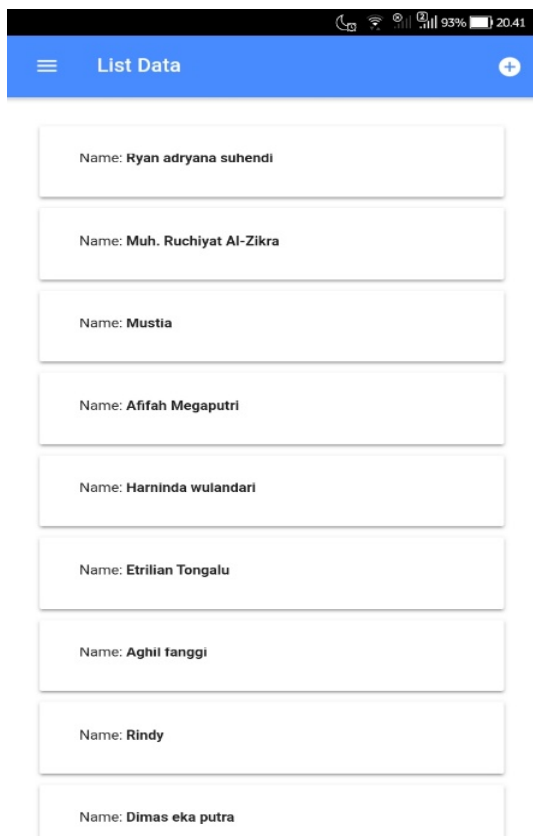 93% 20.41
List Data
Name: Ryan adryana suhendi
Name: Muh. Ruchiyat Al-Zikra
Name: Mustia
Name: Afifah Megaputri
Name: Harninda wulandari
Name: Etrilian Tongalu
Name: Aghil fanggi
Name: Rindy
Name: Dimas eka putra